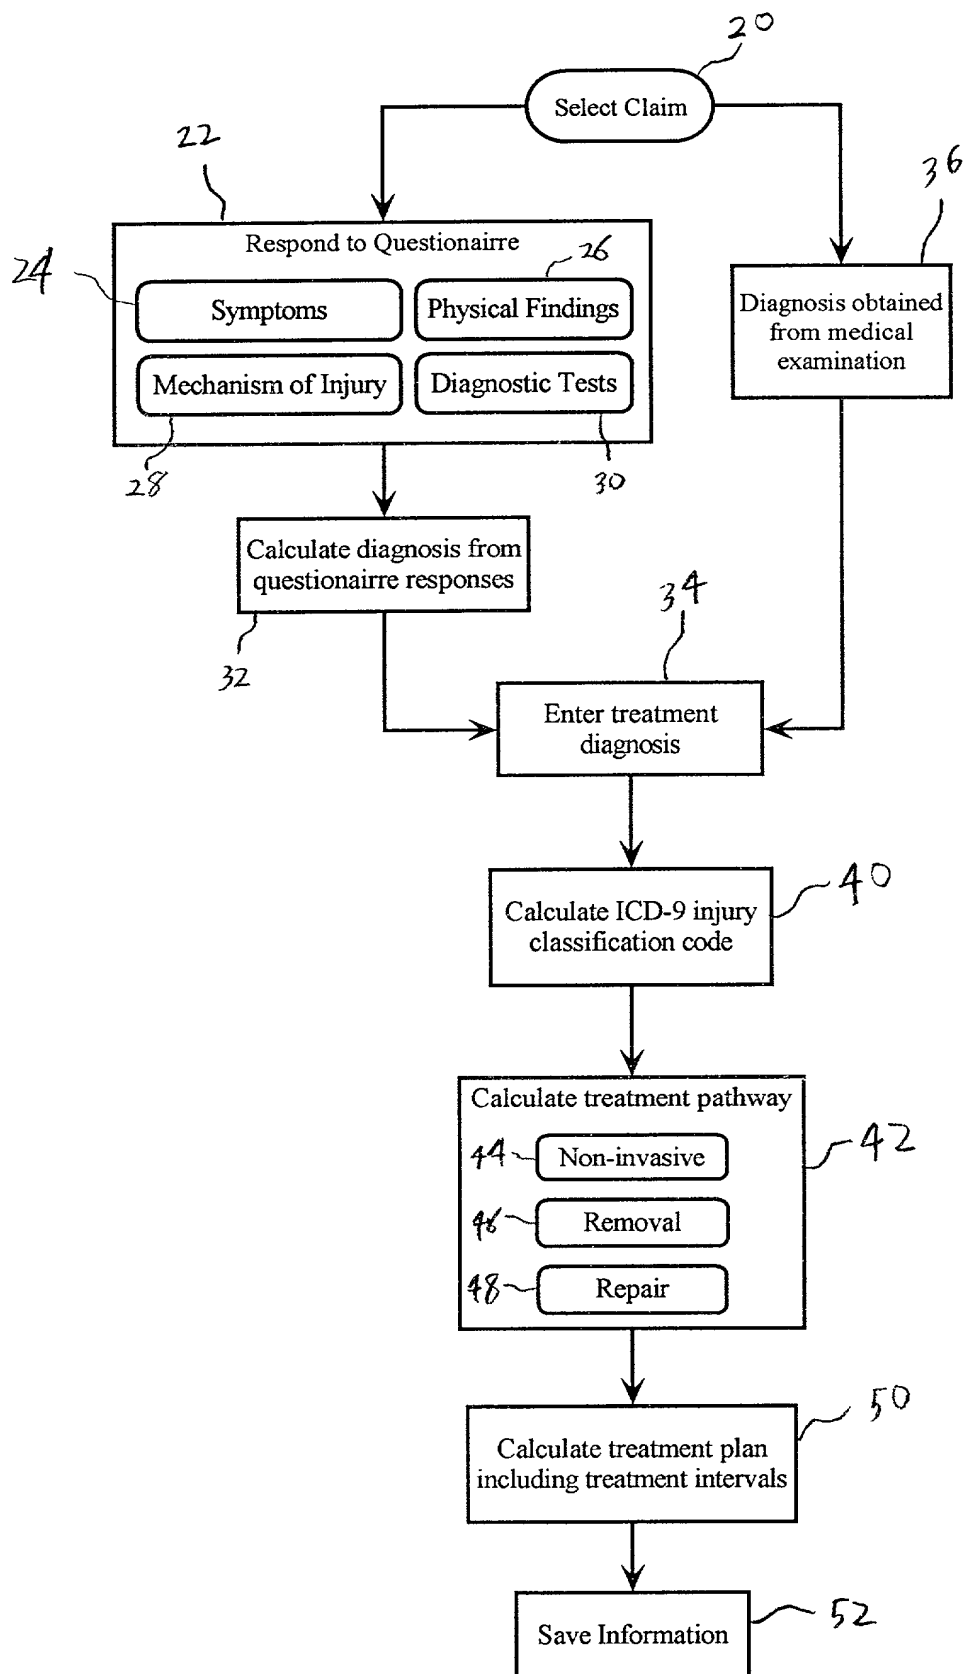 20
Select Claim
22
36
Respond to Questionairre
24
26
Symptoms
Physical Findings
Diagnosis obtained
from medical
examination
Mechanism of Injury
Diagnostic Tests
28
30
Calculate diagnosis from
questionairre responses
32
34
Enter treatment
diagnosis
40
Calculate ICD-9 injury
classification code
Calculate treatment pathway
42
44
Non-invasive
46
Removal
48
Repair
50
Calculate treatment plan
including treatment intervals
52
Save Information